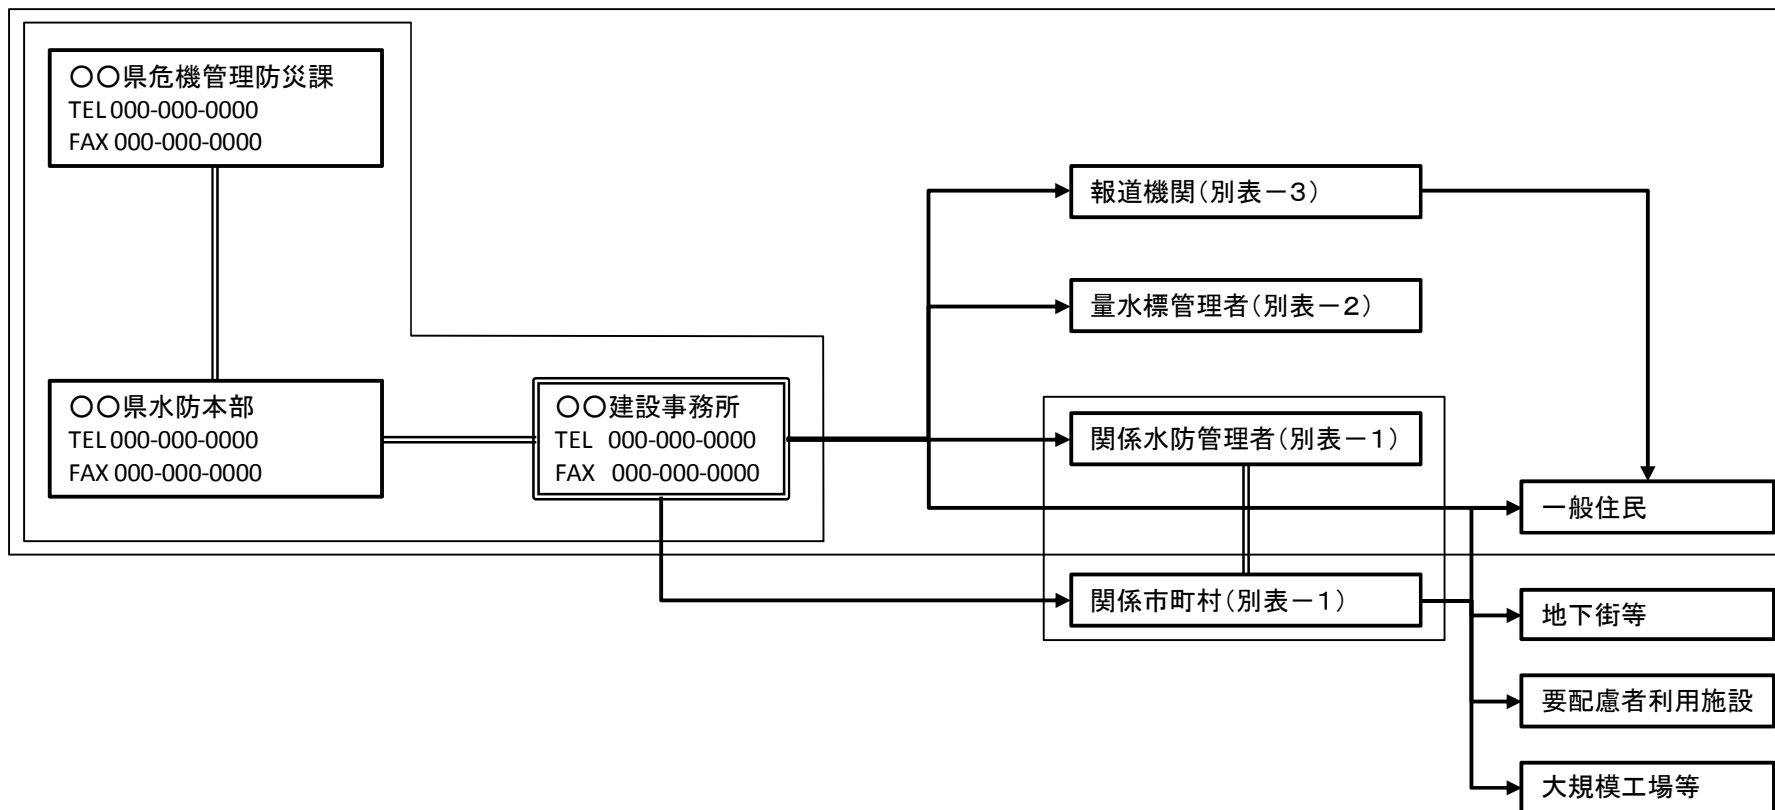 〇〇県危機管理防災課
TEL 000-000-0000
FAX 000-000-0000
〇〇県水防本部
TEL 000-000-0000
FAX 000-000-0000
〇〇建設事務所
TEL 000-000-0000
FAX 000-000-0000
報道機関(別表-3)
量水標管理者(別表-2)
関係水防管理者(別表-1)
関係市町村(別表-1)
一般住民
地下街等
要配慮者利用施設
大規模工場等